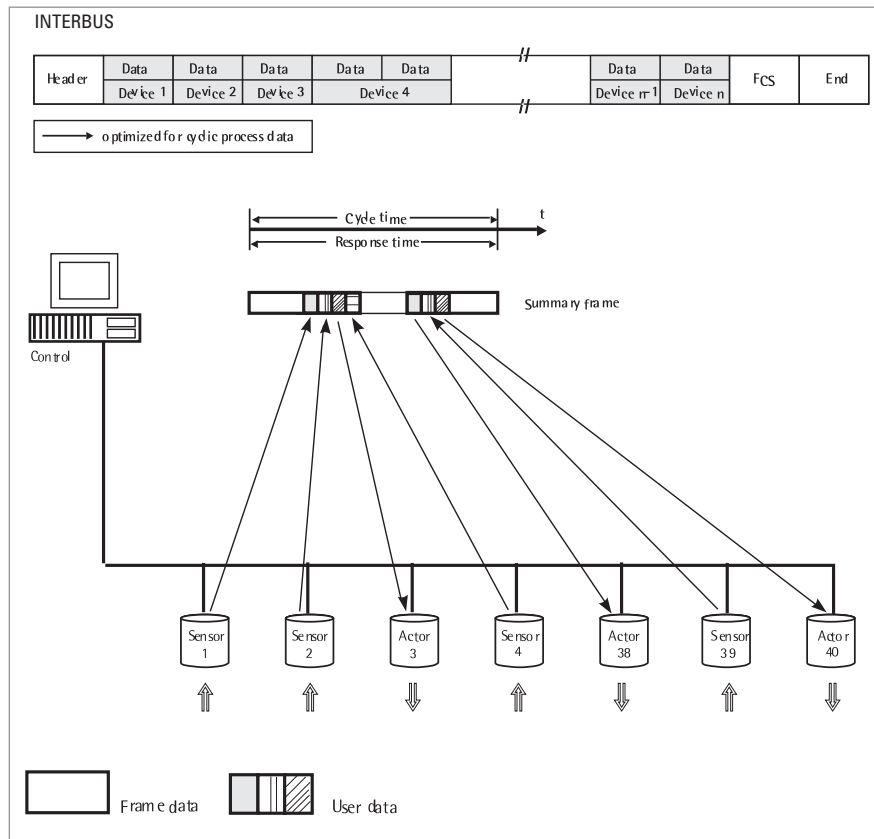 INTERBUS
Header Data Data Data Data Data Data Data FCS End
Device 1 Device 2 Device 3 Device 4 Device n-1 Device n
optimized for cyclic process data
Cycle time t
Response time
Summary frame
Control
Sensor 1
Sensor 2
Actor 3
Sensor 4
Actor 38
Sensor 39
Actor 40
Frame data
User data